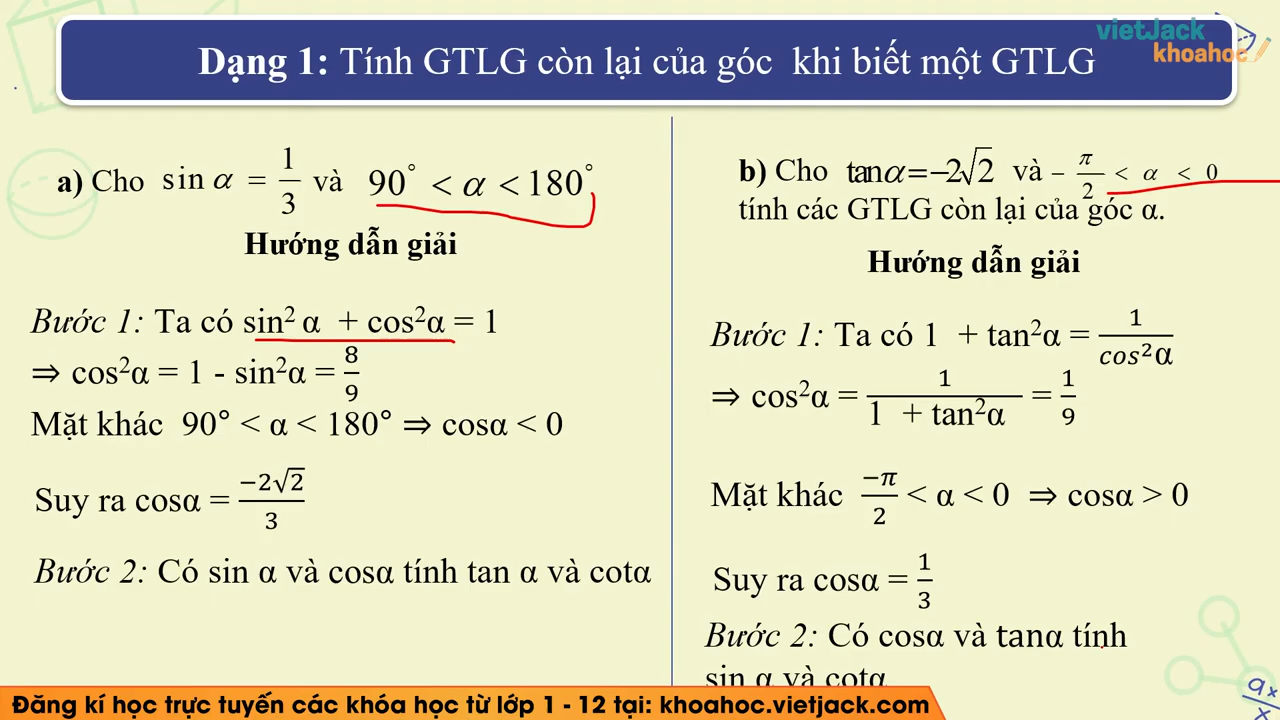 vietJack
khoahoc
Dạng 1: Tính GTLG còn lại của góc khi biết một GTLG
a) Cho sin α = 1/3 và 90° < α < 180°
Hướng dẫn giải
Bước 1: Ta có sin² α + cos²α = 1
⇒ cos²α = 1 - sin²α = 8/9
Mặt khác 90° < α < 180° ⇒ cosα < 0
Suy ra cosα = −2√2/3
Bước 2: Có sin α và cosα tính tan α và cotα
b) Cho tanα=−2√2 và − π/2 < α < 0
tính các GTLG còn lại của góc α.
Hướng dẫn giải
Bước 1: Ta có 1 + tan²α = 1/cos²α
⇒ cos²α = 1/(1 + tan²α) = 1/9
Mặt khác −π/2 < α < 0 ⇒ cosα > 0
Suy ra cosα = 1/3
Bước 2: Có cosα và tanα tính
sin α và cotα
Đăng kí học trực tuyến các khóa học từ lớp 1 - 12 tại: khoahoc.vietjack.com